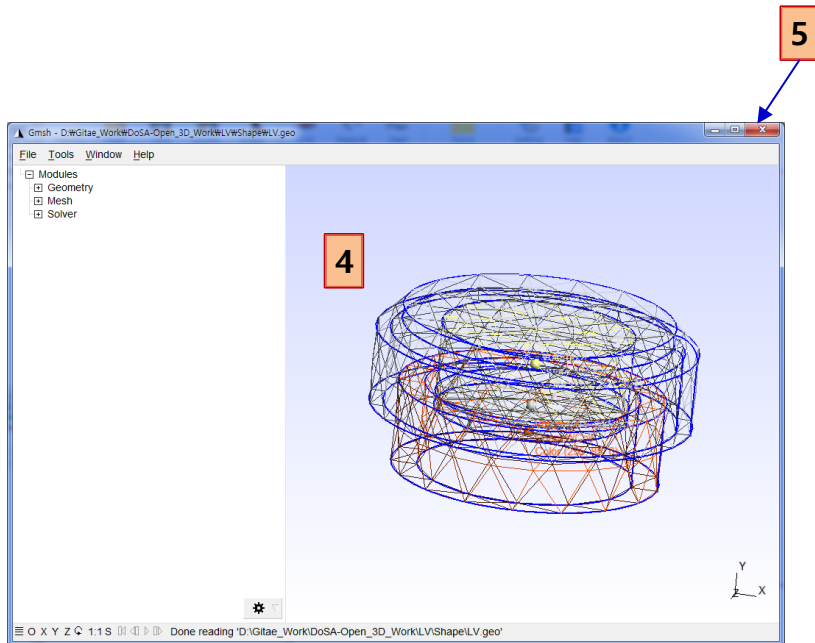 5
Gmsh - D:₩Gitae_Work₩DoSA-Open_3D_Work₩LV₩Shape₩LV.geo
File Tools Window Help
Modules
Geometry
Mesh
Solver
4
Y
Z X
O X Y Z 1:1 S Done reading 'D:\Gitae_Work\DoSA-Open_3D_Work\LV\Shape\LV.geo'